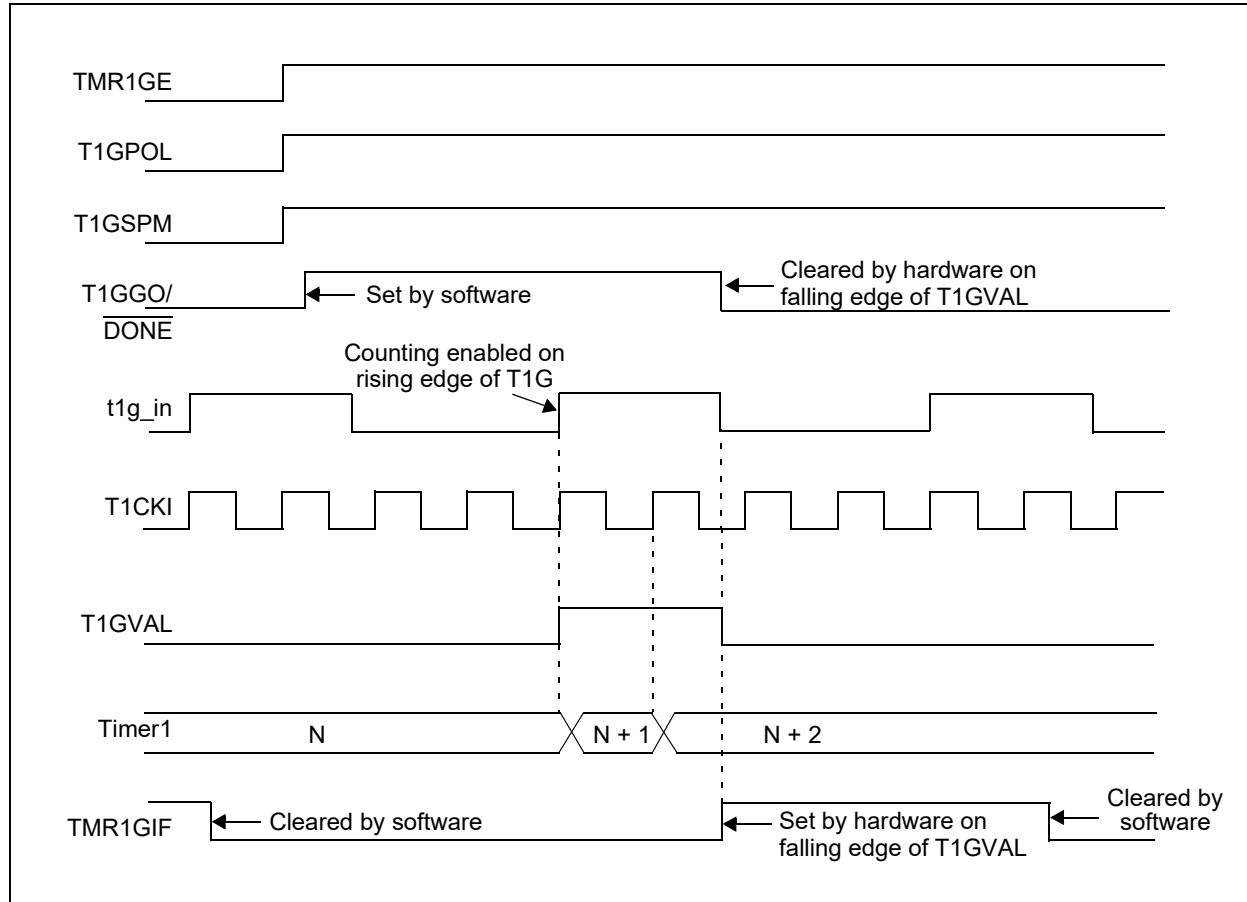 TMR1GE
T1GPOL
T1GSPM
T1GGO/
DONE
Set by software
Cleared by hardware on
falling edge of T1GVAL
Counting enabled on
rising edge of T1G
t1g_in
T1CKI
T1GVAL
Timer1
N
N + 1
N + 2
TMR1GIF
Cleared by software
Set by hardware on
falling edge of T1GVAL
Cleared by
software